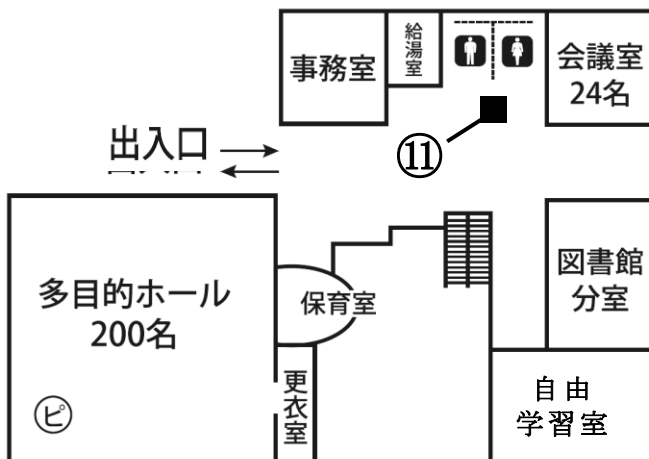 事務室
給湯室
会議室
24名
出入口
⑪
多目的ホール
200名
保育室
図書館
分室
更衣室
自由
学習室
㋪